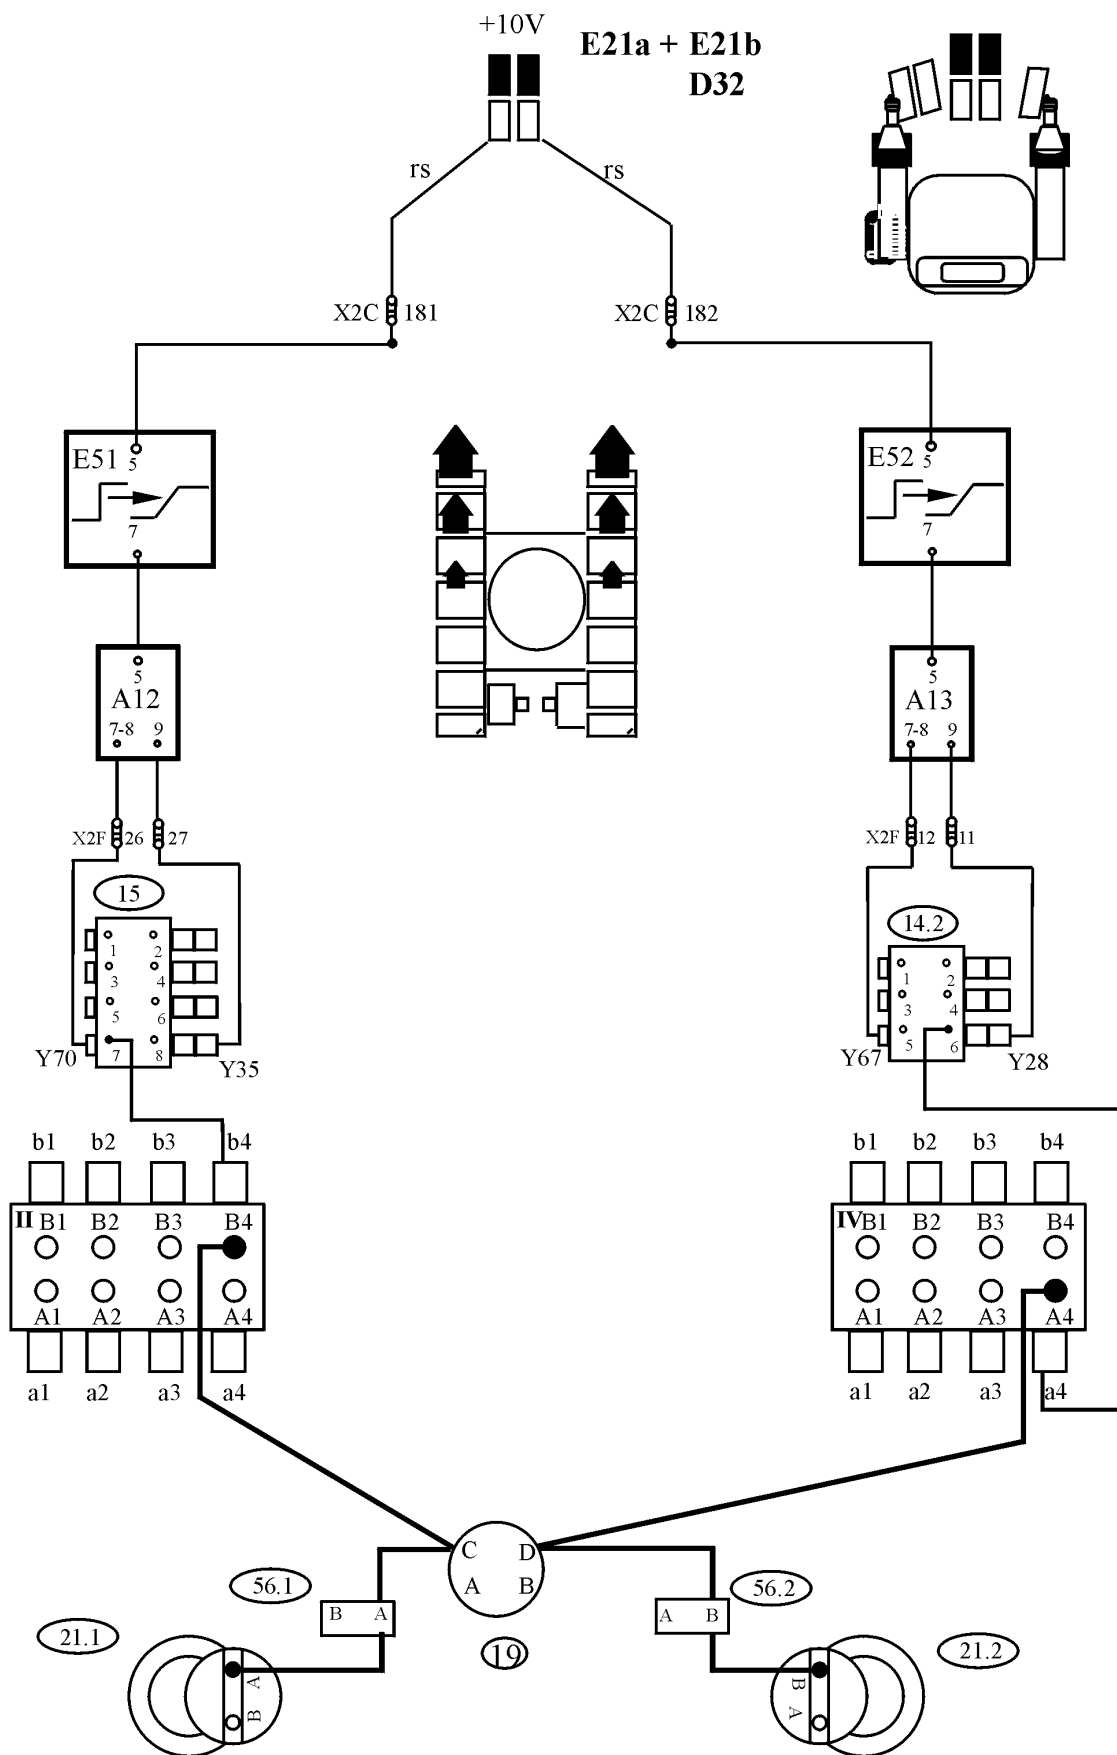 +10V
E21a + E21b
D32
rs rs
X2C 181 X2C 182
E51 5 E52 5
7 7
5 5
A12 A13
7-8 9 7-8 9
X2F 26 27 X2F 12 11
15 14.2
1 2 1 2
3 4 3 4
5 6 5 6
7 8
Y70 Y35 Y67 Y28
b1 b2 b3 b4 b1 b2 b3 b4
II B1 B2 B3 B4 IV B1 B2 B3 B4
A1 A2 A3 A4 A1 A2 A3 A4
a1 a2 a3 a4 a1 a2 a3 a4
C D
A B
56.1 56.2
B A A B
21.1 19 21.2
A B
B A